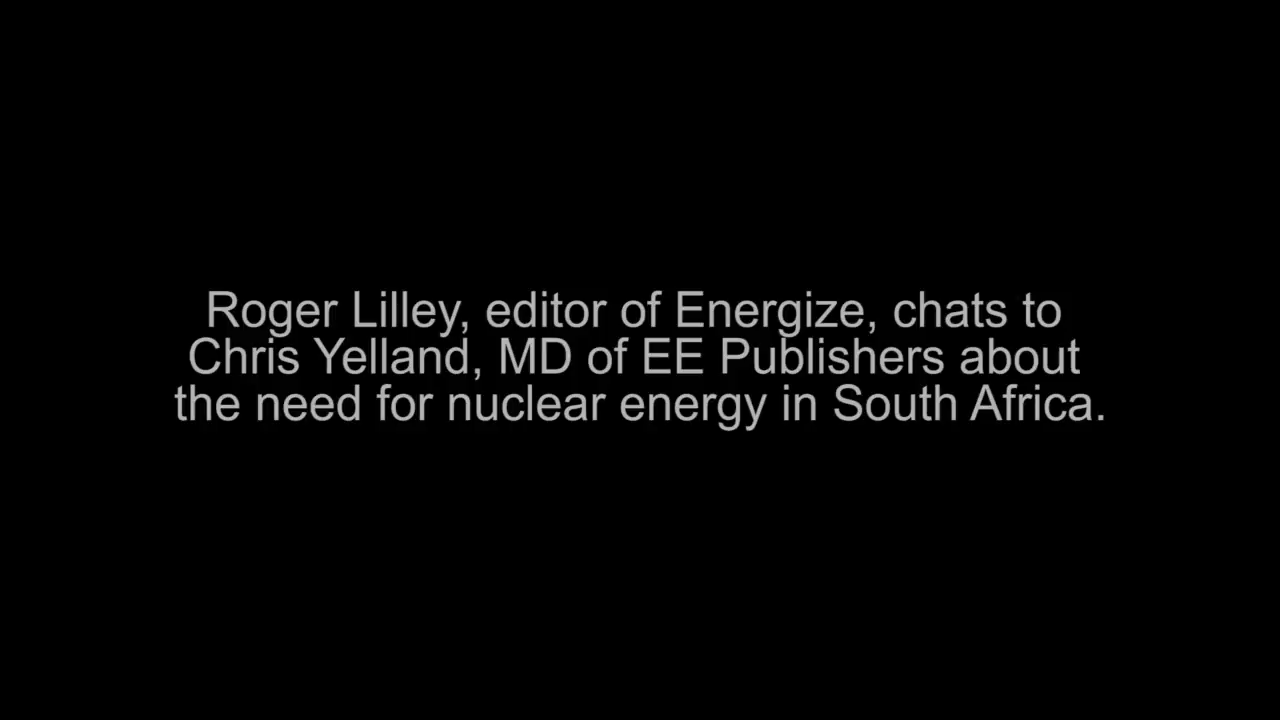 Roger Lilley, editor of Energize, chats to
Chris Yelland, MD of EE Publishers about
the need for nuclear energy in South Africa.